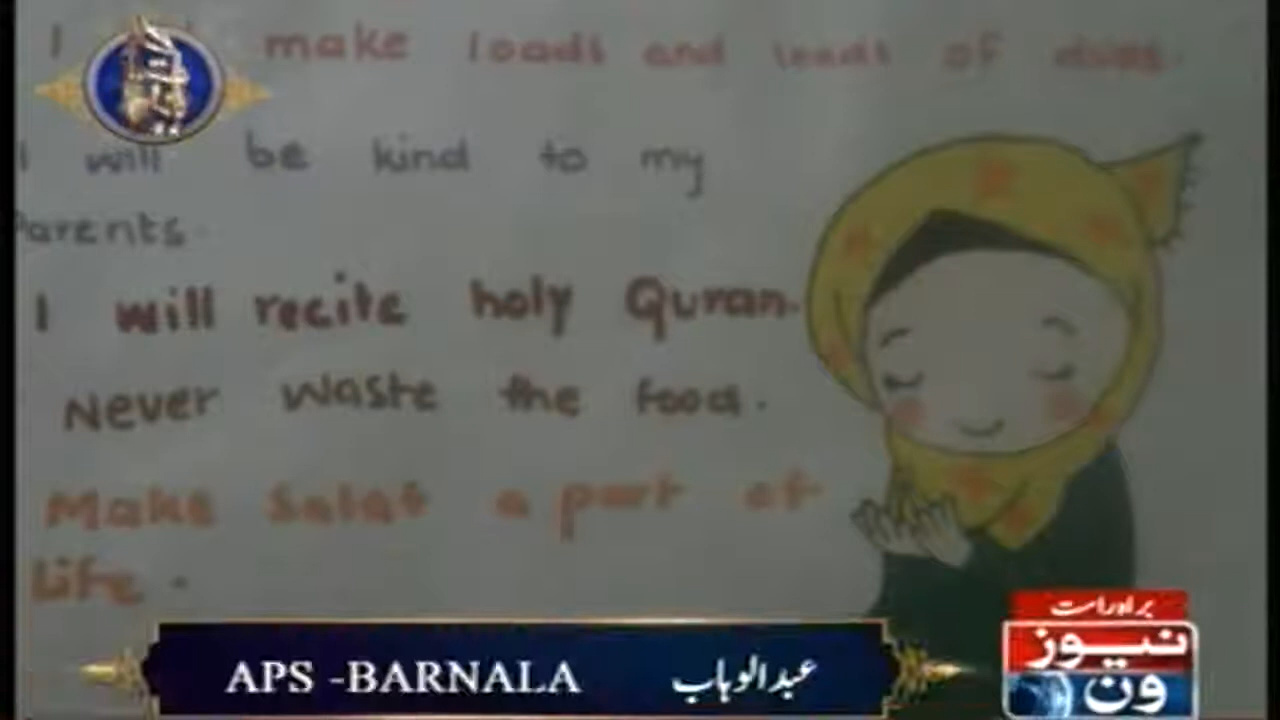 I make loads and loads of duas.
I will be kind to my
Parents.
I will recite holy Quran.
Never waste the food.
Make Salat a part of
Life.
APS -BARNALA عبدالوہاب
براہ راست
نیوز
ون